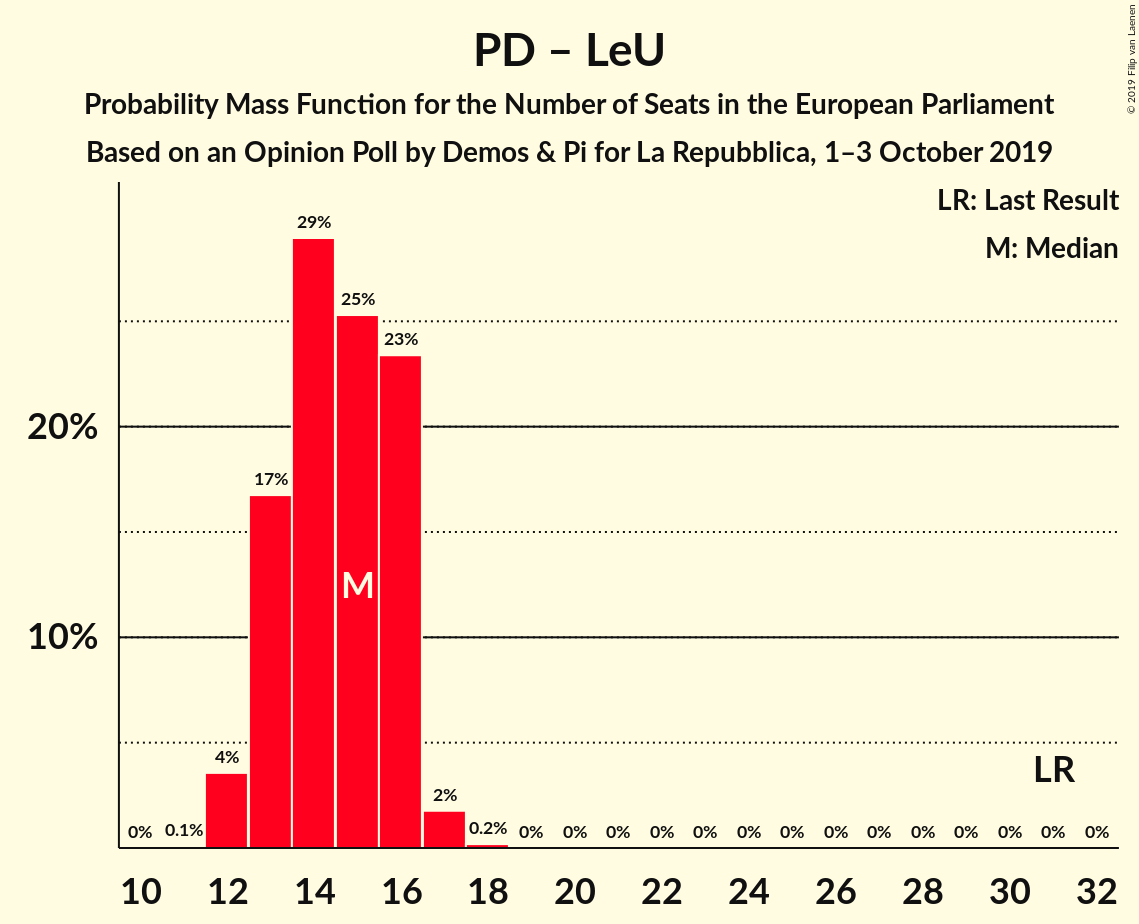 PD – LeU
Probability Mass Function for the Number of Seats in the European Parliament
Based on an Opinion Poll by Demos & Pi for La Repubblica, 1–3 October 2019
© 2019 Filip van Laenen
LR: Last Result
M: Median
29%
25%
23%
20%
17%
M
10%
4%
LR
2%
0% 0.1% 0.2% 0% 0% 0% 0% 0% 0% 0% 0% 0% 0% 0% 0% 0% 0%
10 12 14 16 18 20 22 24 26 28 30 32